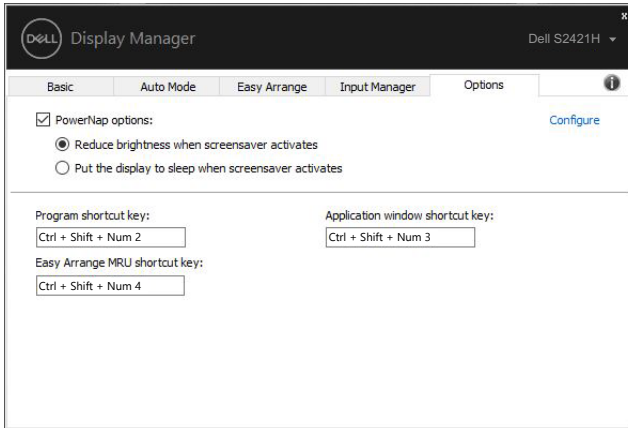 x
DELL Display Manager
Dell S2421H
Basic Auto Mode Easy Arrange Input Manager Options
PowerNap options:
Configure
Reduce brightness when screensaver activates
Put the display to sleep when screensaver activates
Program shortcut key:
Application window shortcut key:
Ctrl + Shift + Num 2
Ctrl + Shift + Num 3
Easy Arrange MRU shortcut key:
Ctrl + Shift + Num 4